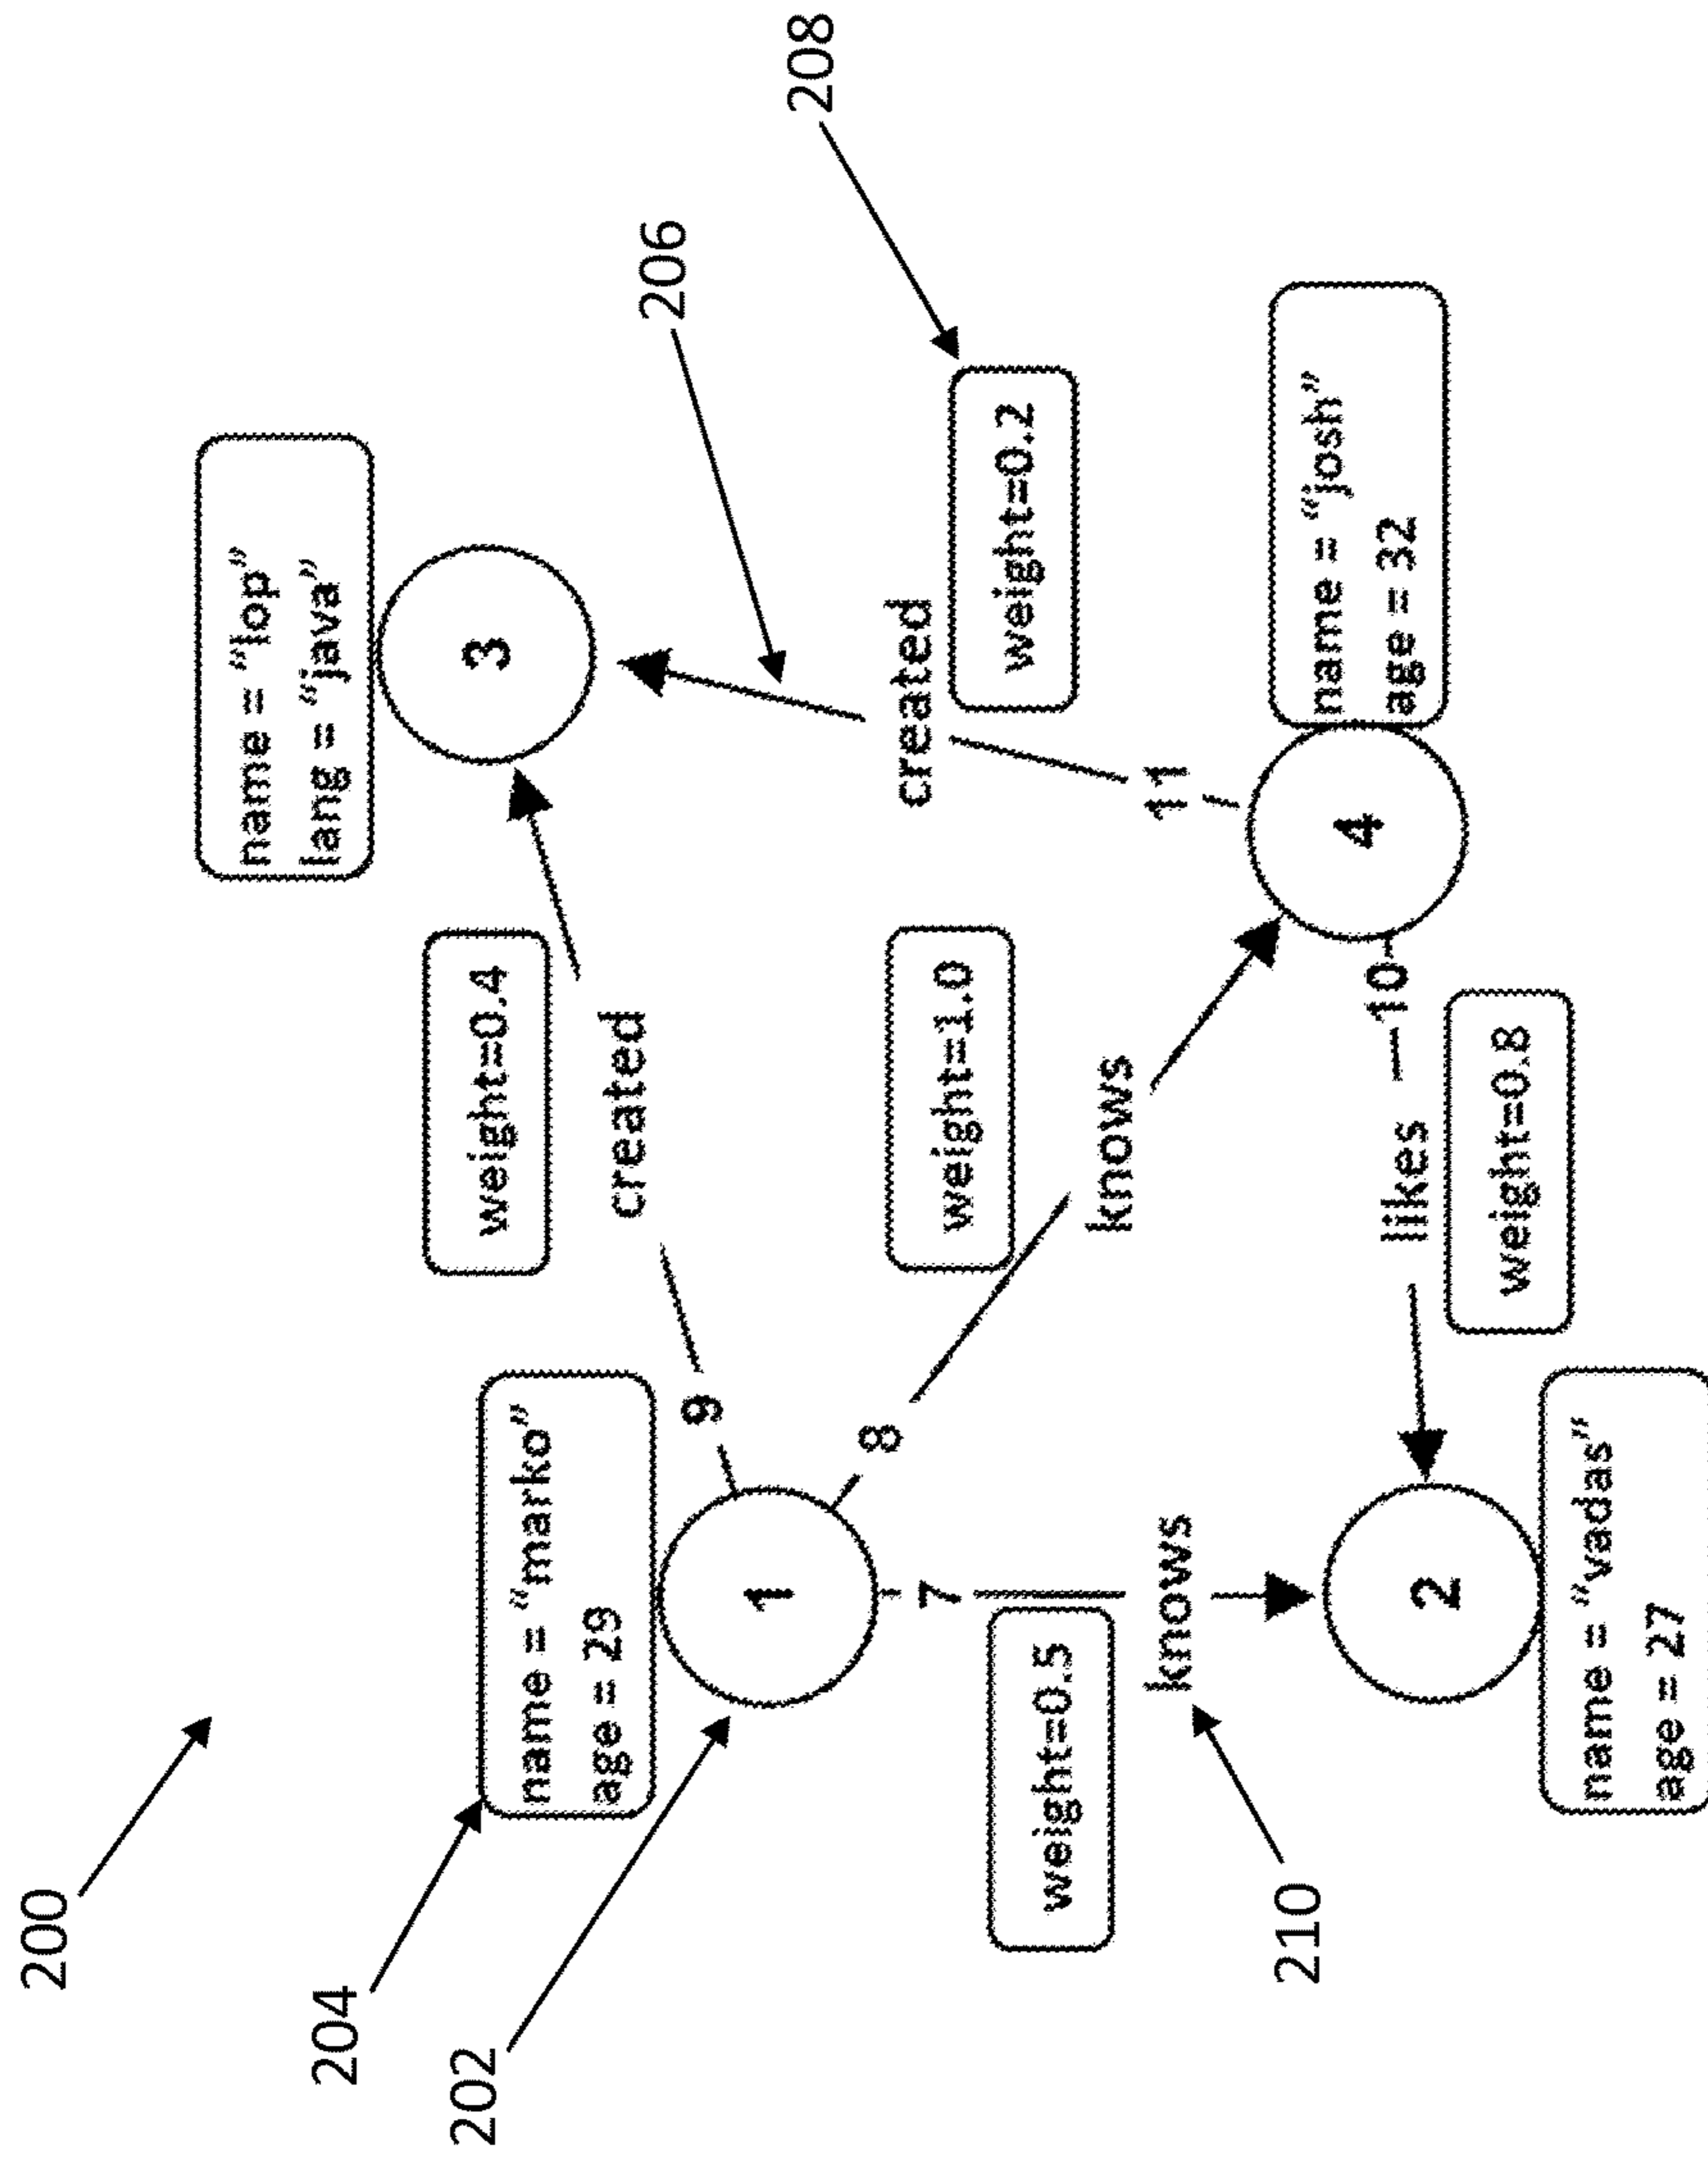 200
name = "lop"
lang = "java"
204
202
weight=0.4
3
name = "marko"
age = 29
created
206
9
1
208
8
created
7
weight=1.0
weight=0.2
weight=0.5
knows
11
knows
210
name = "josh"
age = 32
4
10
likes
2
weight=0.8
name = "vadas"
age = 27